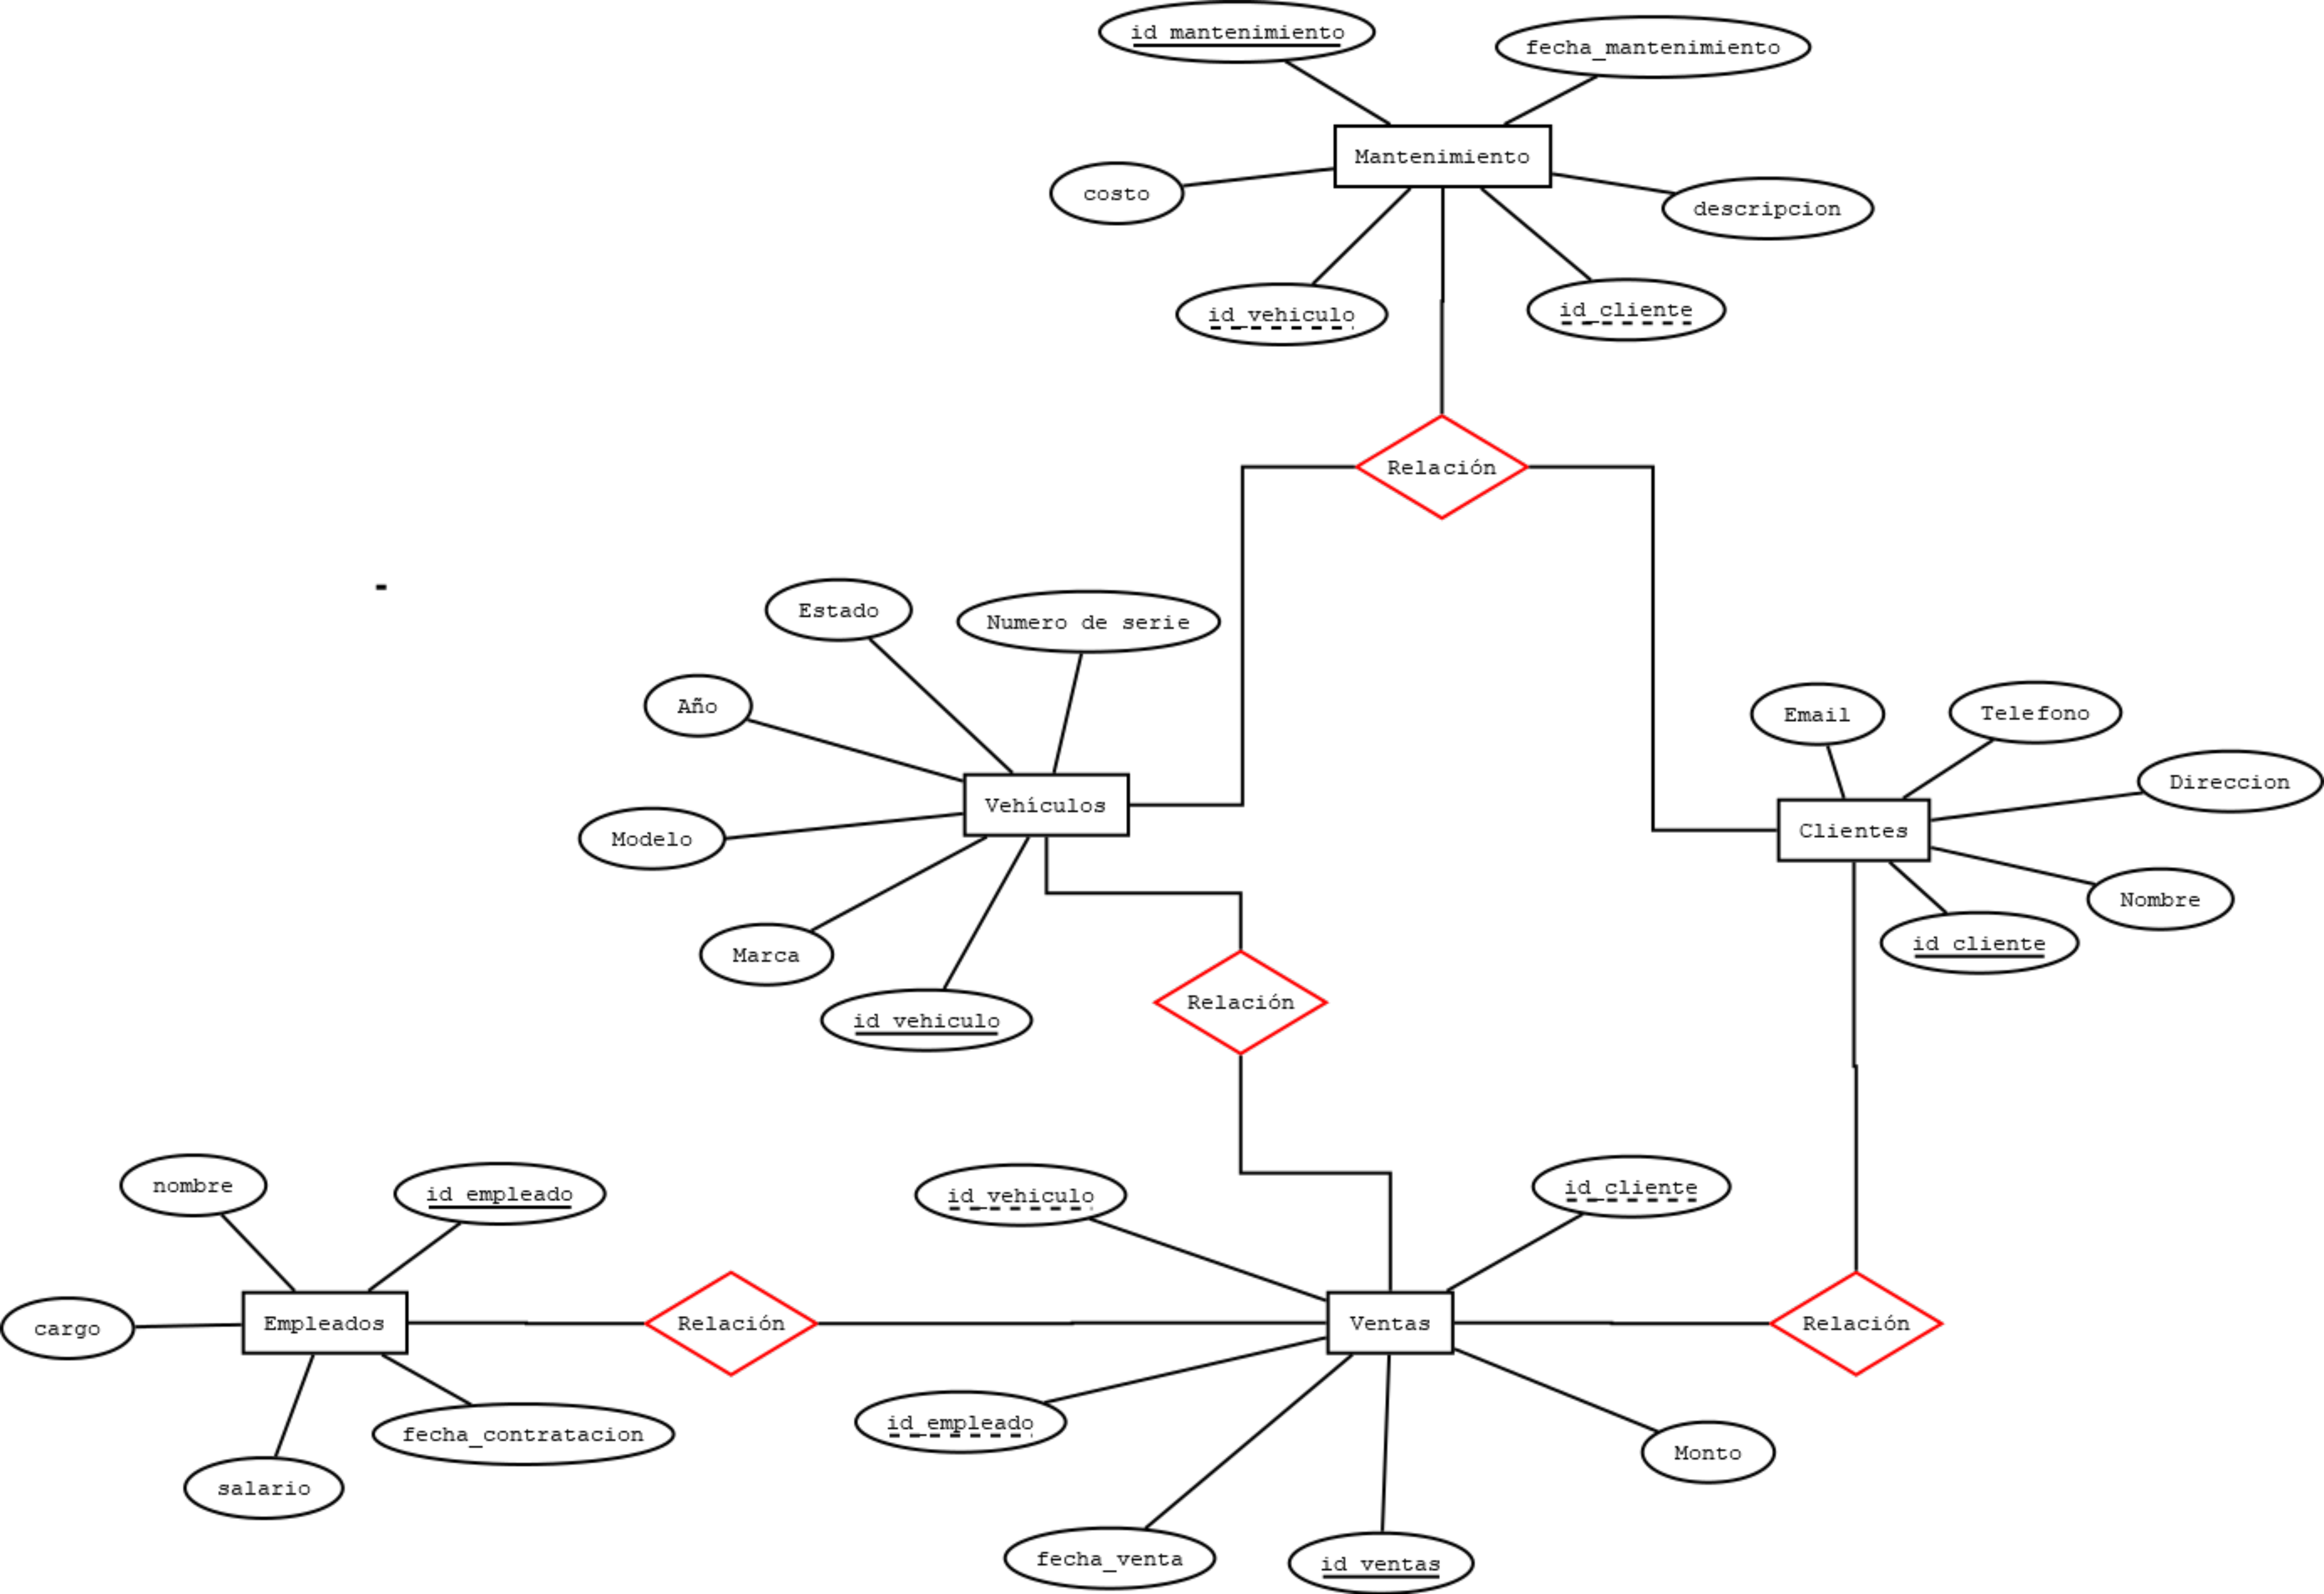 id_mantenimiento
fecha_mantenimiento
Mantenimiento
costo
descripcion
id_vehiculo
id_cliente
Relación
-
Estado
Numero de serie
Año
Email
Telefono
Direccion
Vehículos
Clientes
Modelo
Nombre
Marca
id_cliente
Relación
id_vehiculo
nombre
id_empleado
id_vehiculo
id_cliente
cargo
Empleados
Relación
Ventas
Relación
id_empleado
fecha_contratacion
Monto
salario
fecha_venta
id_ventas